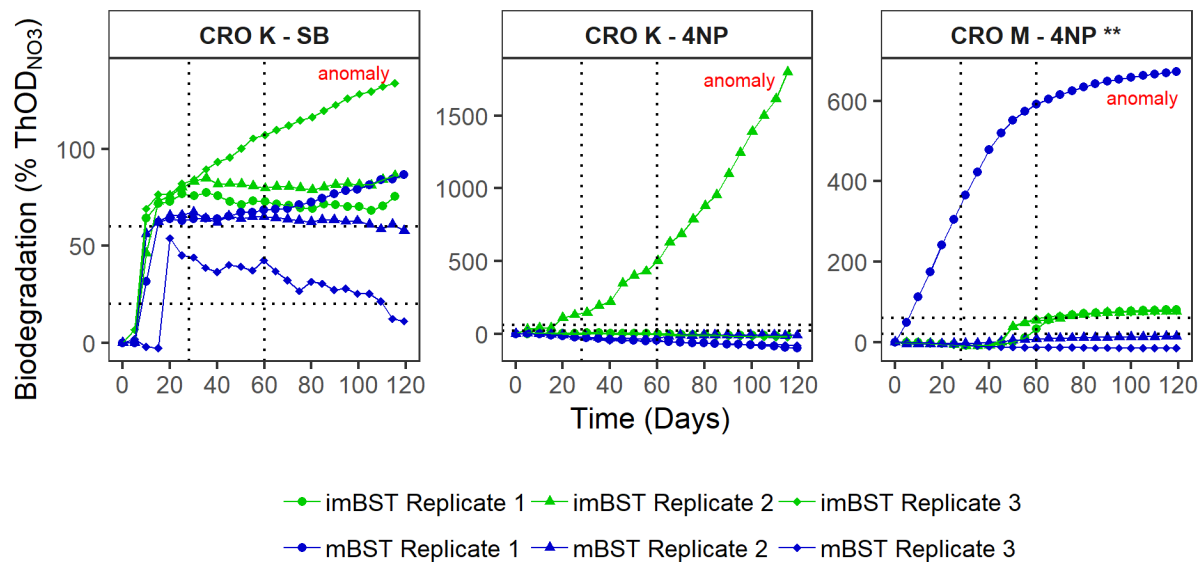 CRO K - SB
CRO K - 4NP
CRO M - 4NP **
Biodegradation (% ThOD_NO3)
anomaly
anomaly
anomaly
100
50
0
1500
1000
500
0
600
400
200
0
0 20 40 60 80 100 120
0 20 40 60 80 100 120
0 20 40 60 80 100 120
Time (Days)
imBST Replicate 1 imBST Replicate 2 imBST Replicate 3
mBST Replicate 1 mBST Replicate 2 mBST Replicate 3